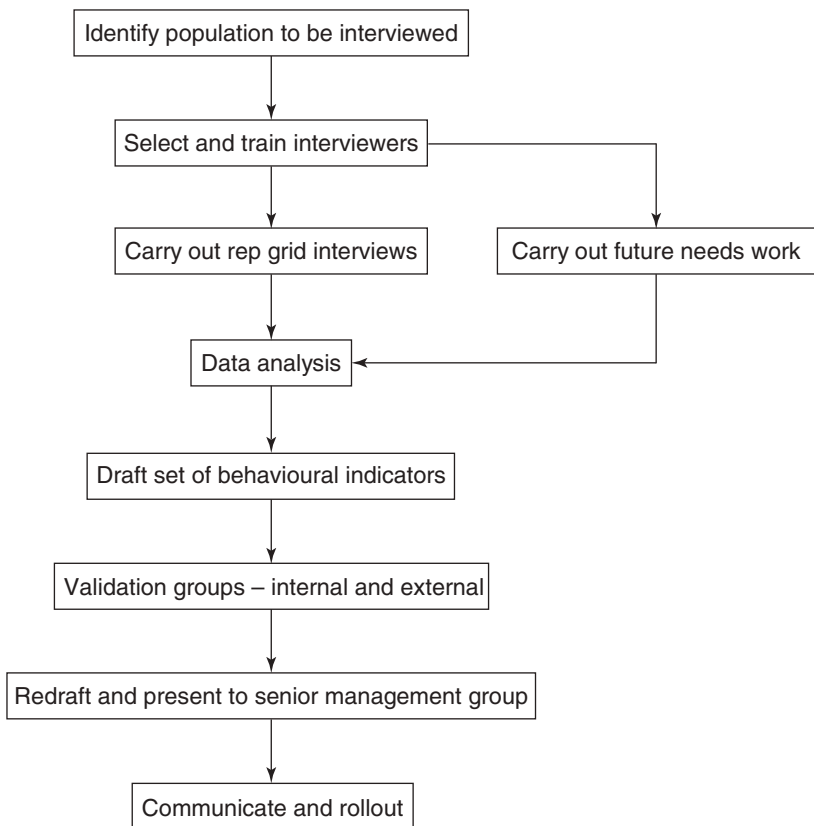 Identify population to be interviewed
Select and train interviewers
Carry out rep grid interviews
Carry out future needs work
Data analysis
Draft set of behavioural indicators
Validation groups – internal and external
Redraft and present to senior management group
Communicate and rollout